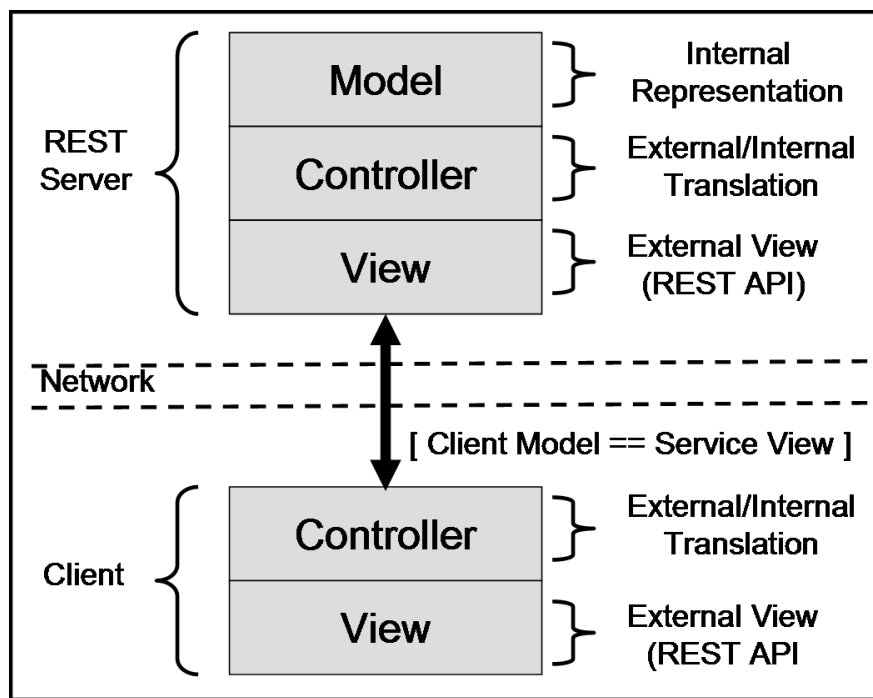 Model
Controller
View
REST
Server
Internal
Representation
External/Internal
Translation
External View
(REST API)
Network
[ Client Model == Service View ]
Controller
View
Client
External/Internal
Translation
External View
(REST API